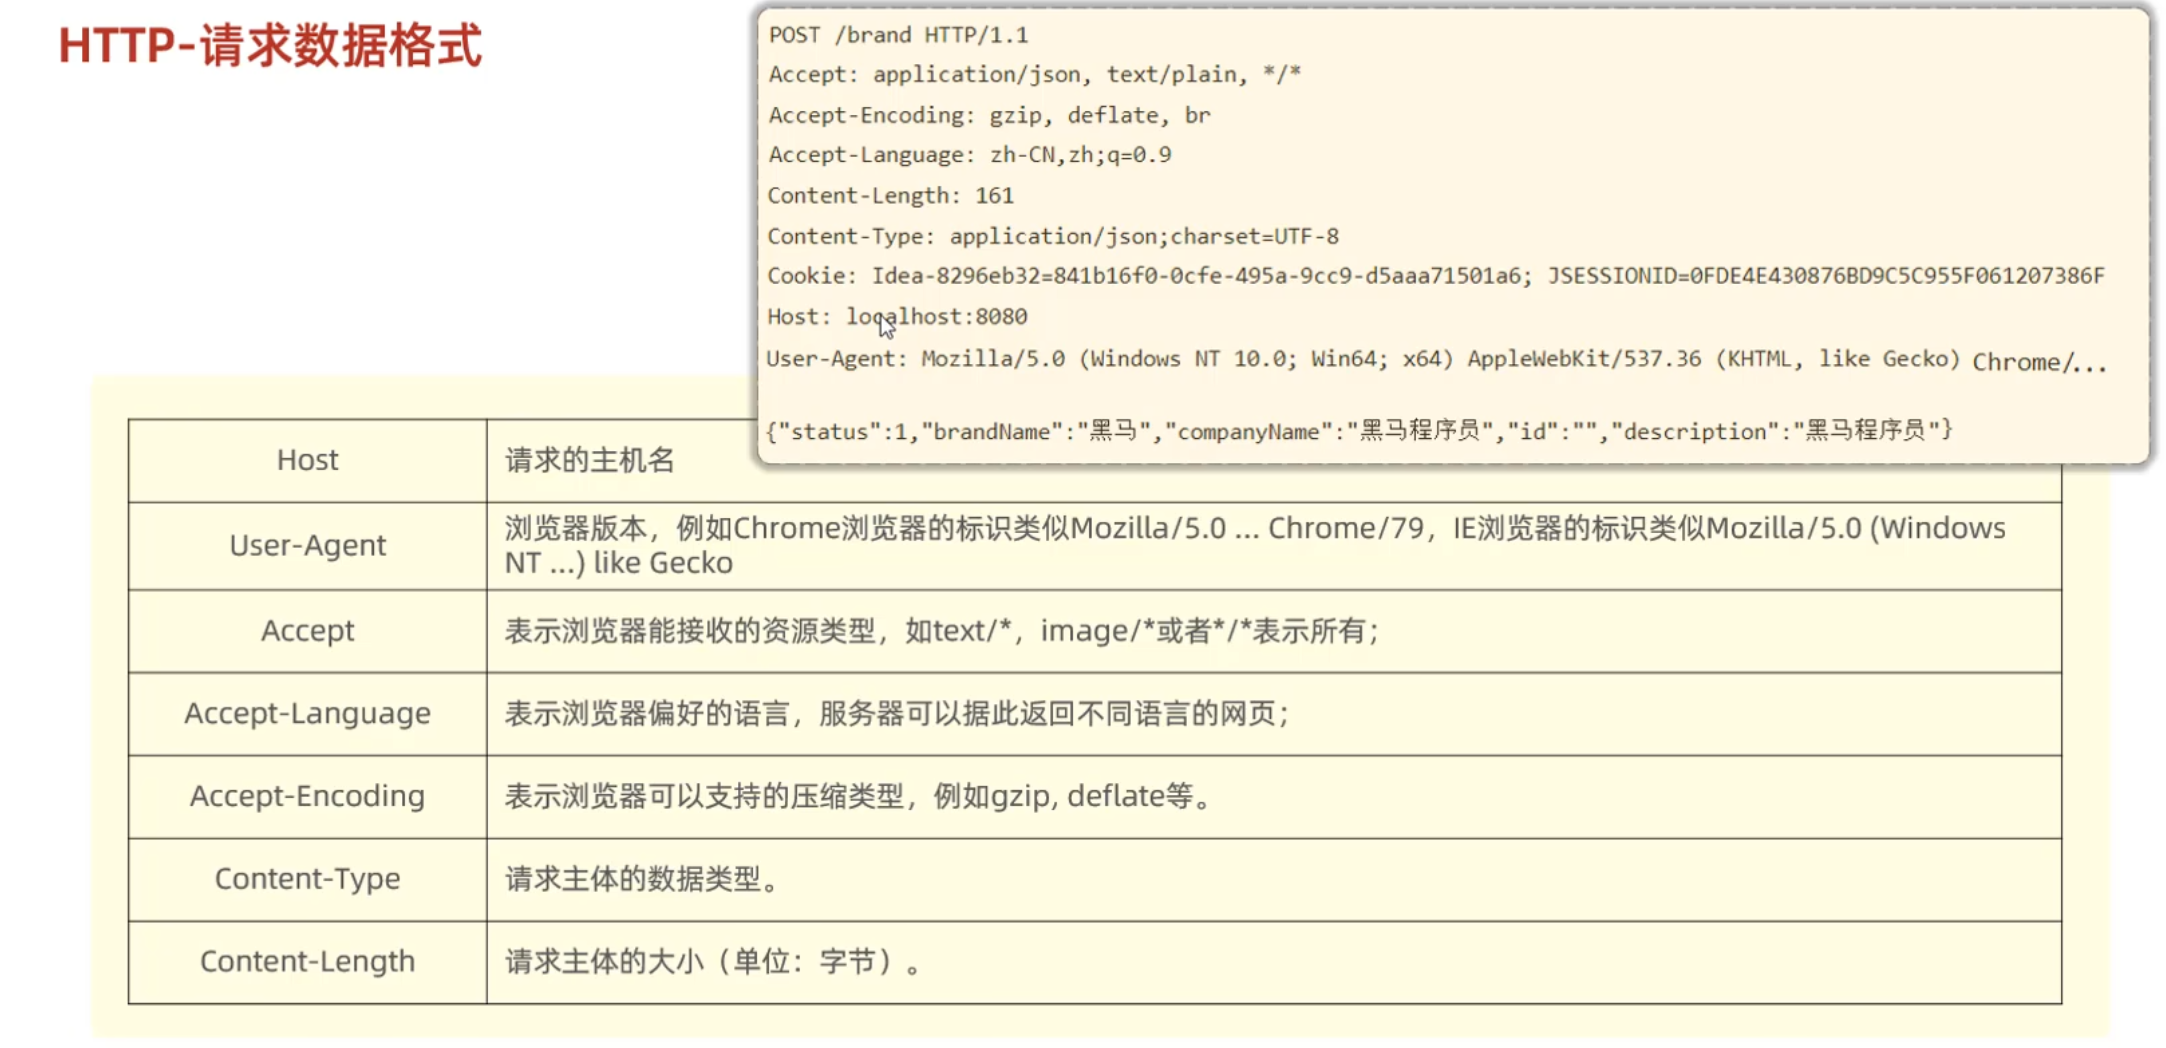 HTTP-请求数据格式
POST /brand HTTP/1.1
Accept: application/json, text/plain, */*
Accept-Encoding: gzip, deflate, br
Accept-Language: zh-CN,zh;q=0.9
Content-Length: 161
Content-Type: application/json;charset=UTF-8
Cookie: Idea-8296eb32=841b16f0-0cfe-495a-9cc9-d5aaa71501a6; JSESSIONID=0FDE4E430876BD9C5C955F061207386F
Host: localhost:8080
User-Agent: Mozilla/5.0 (Windows NT 10.0; Win64; x64) AppleWebKit/537.36 (KHTML, like Gecko) Chrome/...
{"status":1,"brandName":"黑马","companyName":"黑马程序员","id":"","description":"黑马程序员"}
Host 请求的主机名
User-Agent 浏览器版本，例如Chrome浏览器的标识类似Mozilla/5.0 ... Chrome/79，IE浏览器的标识类似Mozilla/5.0 (Windows
NT ...) like Gecko
Accept 表示浏览器能接收的资源类型，如text/*，image/*或者*/*表示所有；
Accept-Language 表示浏览器偏好的语言，服务器可以据此返回不同语言的网页；
Accept-Encoding 表示浏览器可以支持的压缩类型，例如gzip, deflate等。
Content-Type 请求主体的数据类型。
Content-Length 请求主体的大小（单位：字节）。